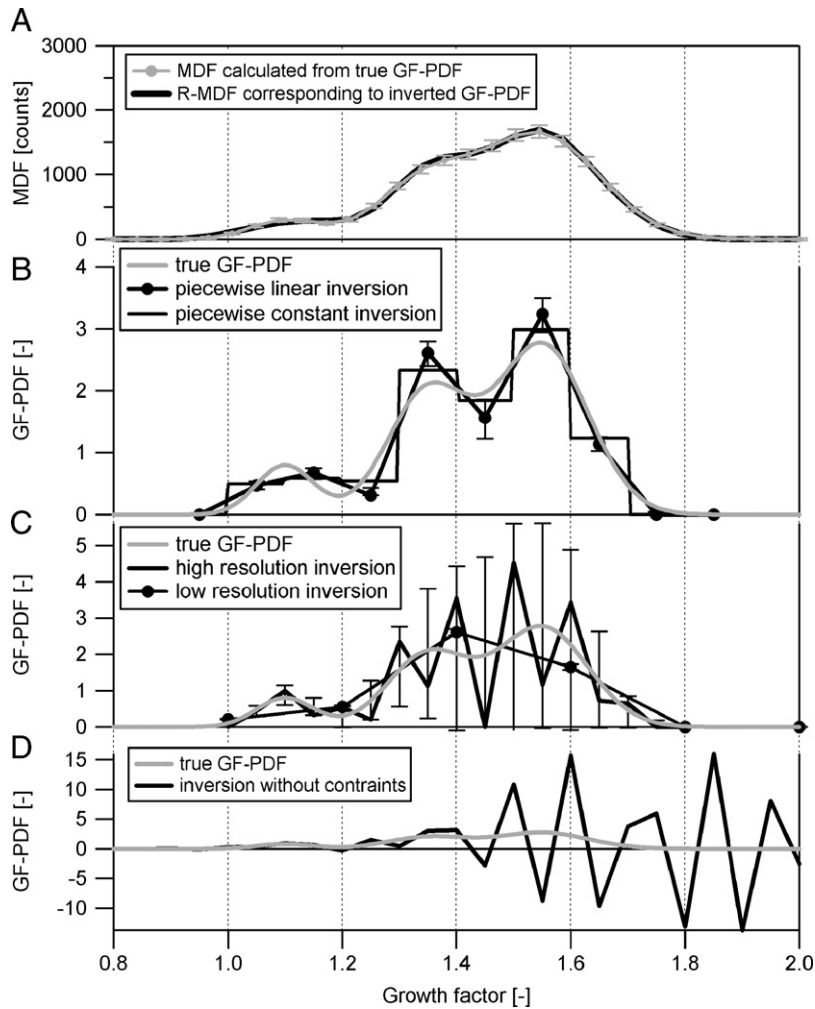 A
3000
2000
1000
0
MDF [counts]
MDF calculated from true GF-PDF
R-MDF corresponding to inverted GF-PDF
B
4
3
2
1
0
GF-PDF [-]
true GF-PDF
piecewise linear inversion
piecewise constant inversion
C
5
4
3
2
1
0
GF-PDF [-]
true GF-PDF
high resolution inversion
low resolution inversion
D
15
10
5
0
-5
-10
GF-PDF [-]
true GF-PDF
inversion without contraints
0.8 1.0 1.2 1.4 1.6 1.8 2.0
Growth factor [-]